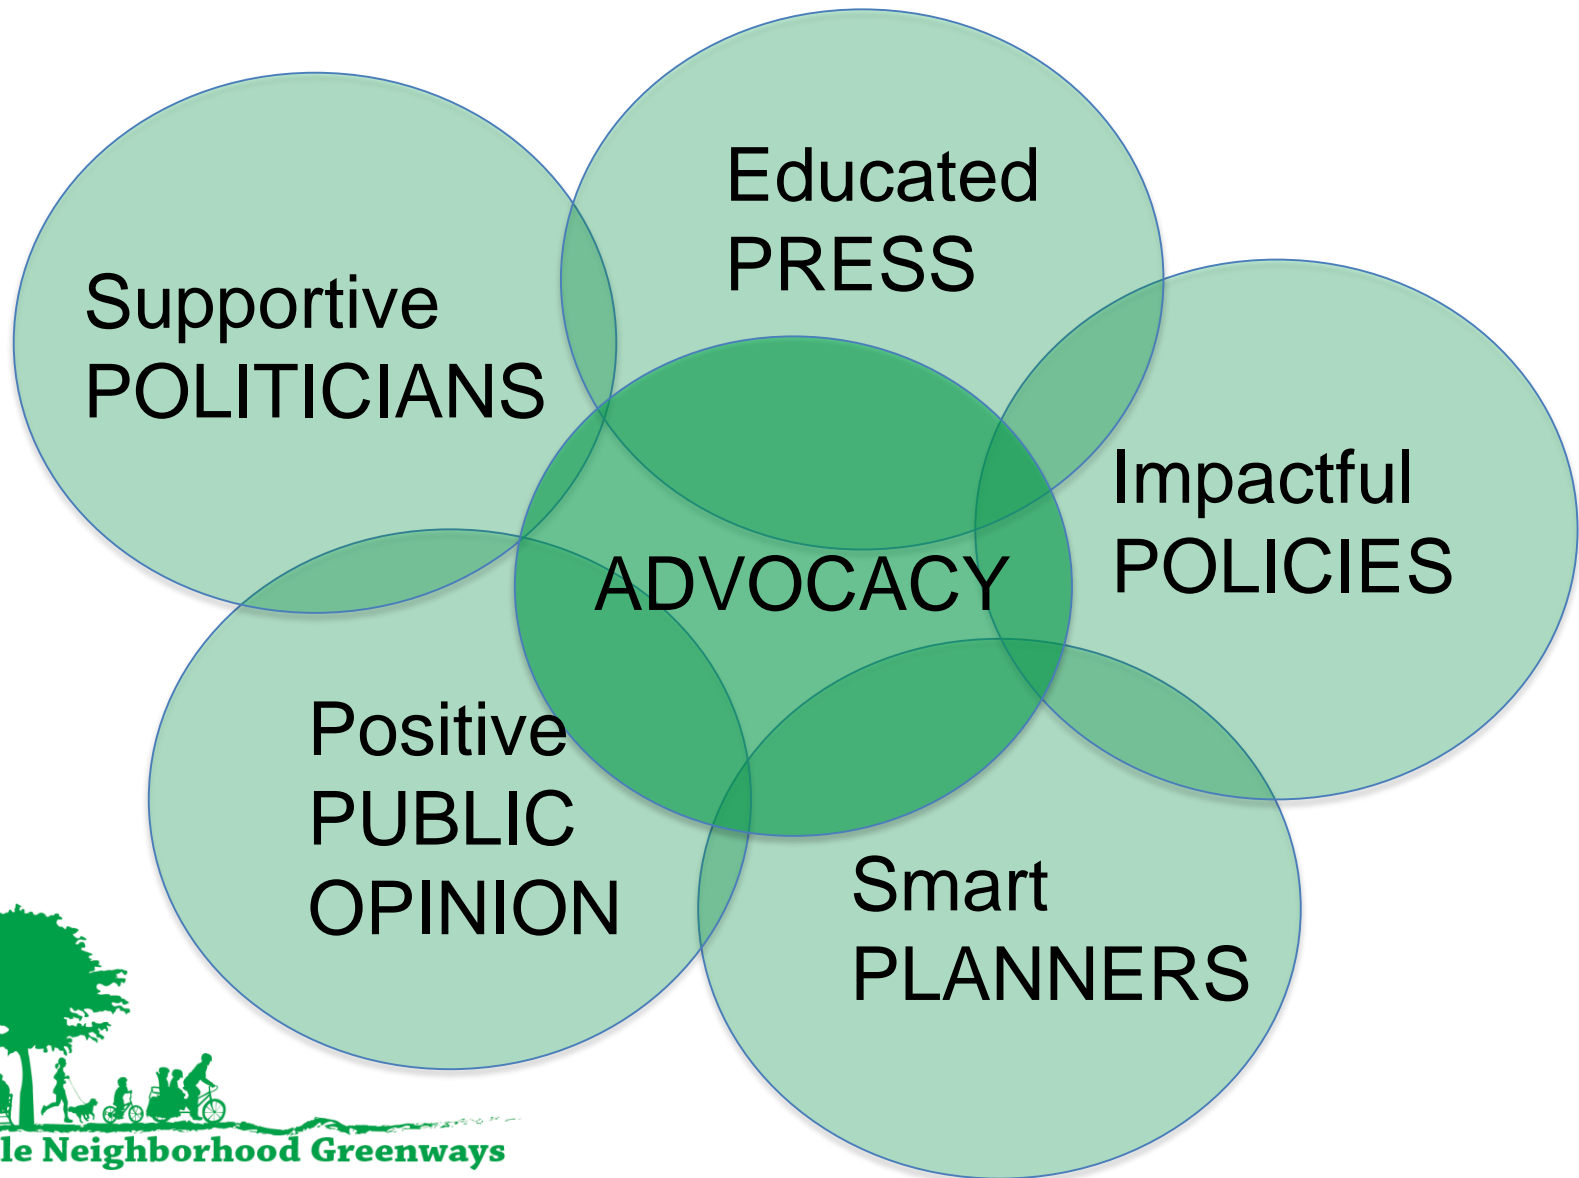 Educated
PRESS
Supportive
POLITICIANS
Impactful
POLICIES
ADVOCACY
Positive
PUBLIC
OPINION
Smart
PLANNERS
le Neighborhood Greenways